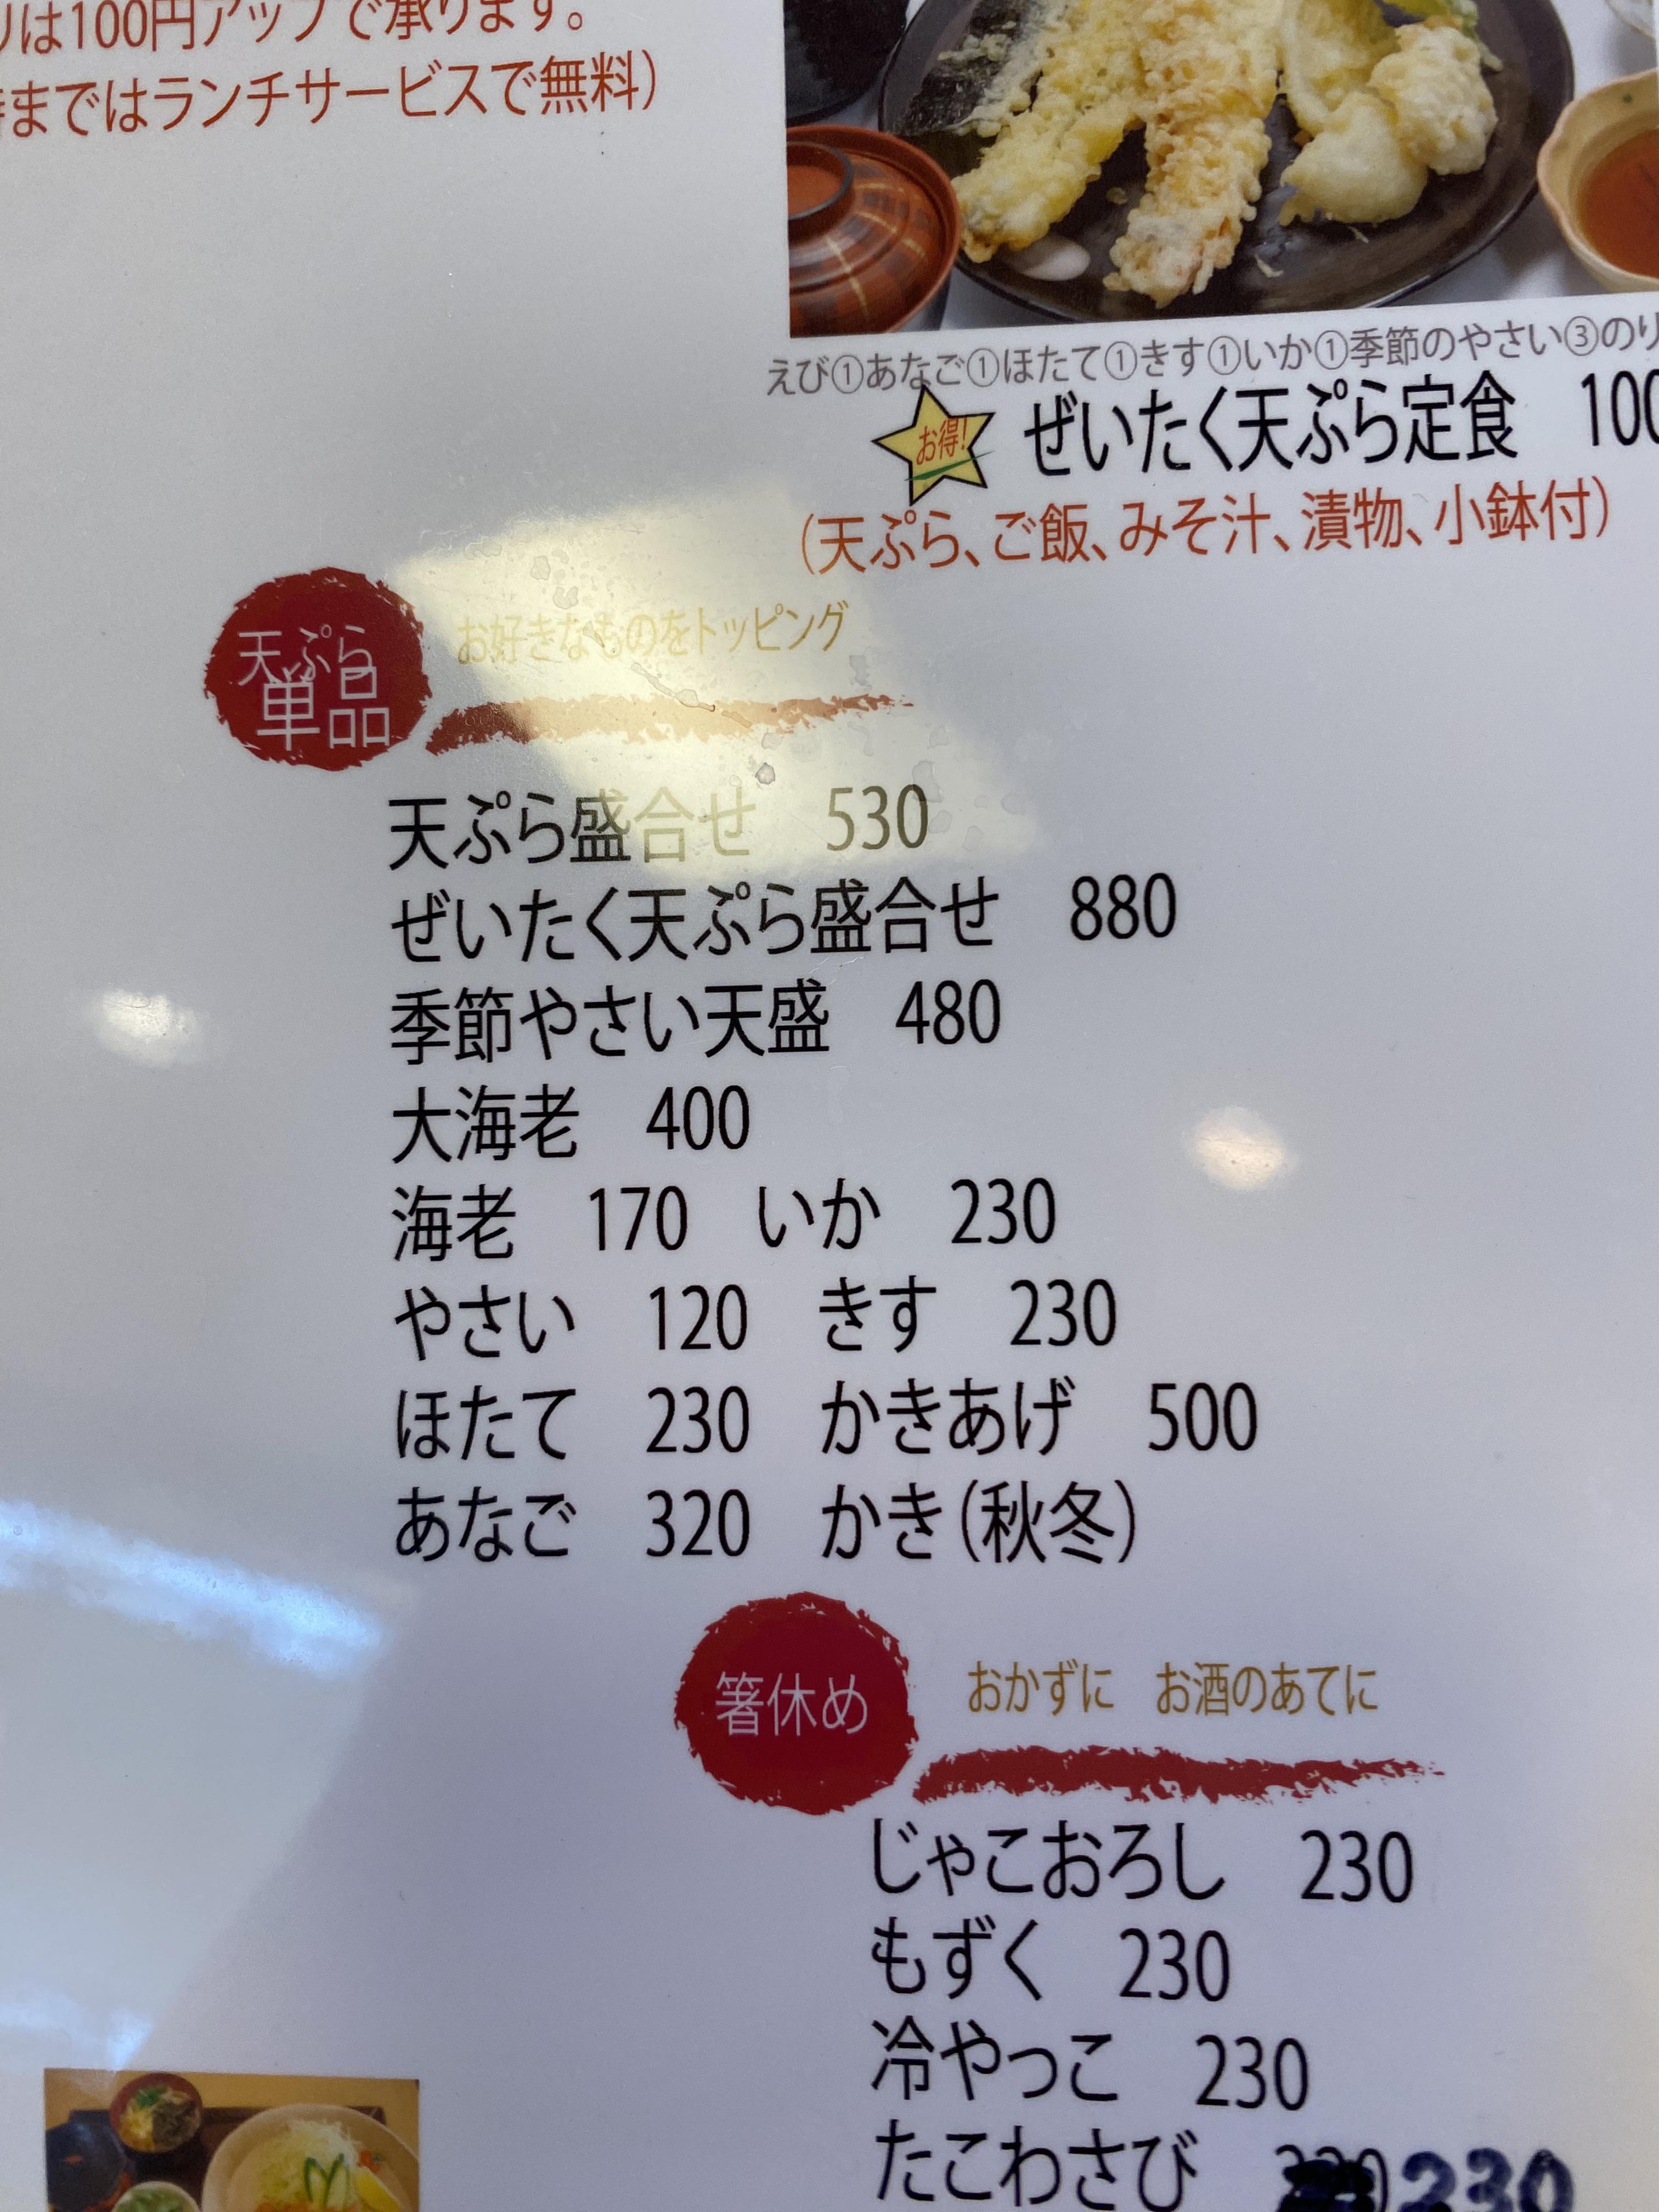 は100円アップで承ります。
まではランチサービスで無料）
えび①あなご①ほたて①きす①いか①季節のやさい③のり
お得!
ぜいたく天ぷら定食　100
（天ぷら、ご飯、みそ汁、漬物、小鉢付）
天ぷら
単品
お好きなものをトッピング
天ぷら盛合せ　530
ぜいたく天ぷら盛合せ　880
季節やさい天盛　480
大海老　400
海老　170　いか　230
やさい　120　きす　230
ほたて　230　かきあげ　500
あなご　320　かき（秋冬）
箸休め
おかずに　お酒のあてに
じゃこおろし　230
もずく　230
冷やっこ　230
たこわさび　230